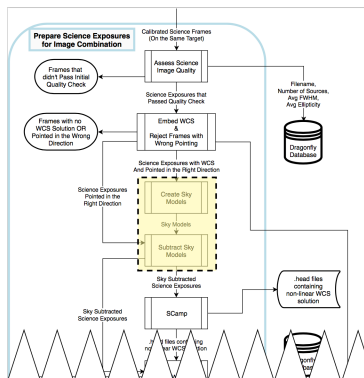 Prepare Science Exposures
for Image Combination
Calibrated Science Frames
(On the Same Target)
Assess Science
Image Quality
Frames that
didn't Pass Initial
Quality Check
Science Exposures that
Passed Quality Check
Filename,
Number of Sources,
Avg FWHM,
Avg Ellipticity
Frames with no
WCS Solution OR
Pointed in the Wrong
Direction
Embed WCS
&
Reject Frames with
Wrong Pointing
Dragonfly
Database
Science Exposures with WCS
And Pointed in the Right Direction
Science Exposures
Pointed in the
Right Direction
Create Sky
Models
Sky Models
Subtract Sky
Models
Sky Subtracted
Science Exposures
.head files
containing
non-linear WCS
solution
SCamp
Sky Subtracted
Science Exposures